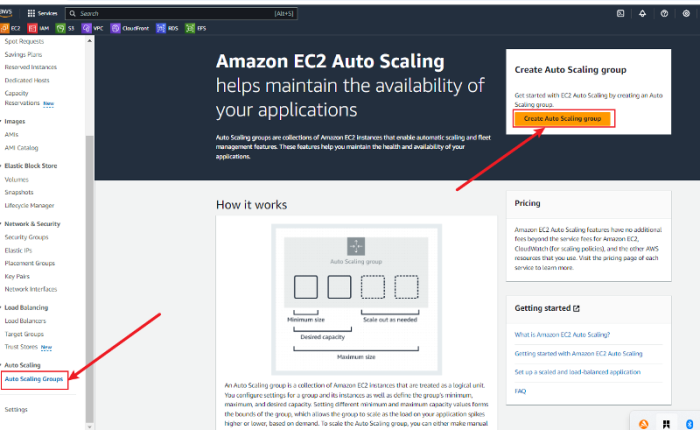 aws
Services
Search
[Alt+S]
EC2
IAM
S3
VPC
CloudFront
RDS
EFS
Spot Requests
Savings Plans
Reserved Instances
Dedicated Hosts
Capacity
Reservations New
Images
AMIs
AMI Catalog
Elastic Block Store
Volumes
Snapshots
Lifecycle Manager
Network & Security
Security Groups
Elastic IPs
Placement Groups
Key Pairs
Network Interfaces
Load Balancing
Load Balancers
Target Groups
Trust Stores New
Auto Scaling
Auto Scaling Groups
Settings
Amazon EC2 Auto Scaling
helps maintain the availability of
your applications
Auto Scaling groups are collections of Amazon EC2 instances that enable automatic scaling and fleet
management features. These features help you maintain the health and availability of your
applications.
Create Auto Scaling group
Get started with EC2 Auto Scaling by creating an Auto
Scaling group.
Create Auto Scaling group
How it works
Auto Scaling group
Minimum size
Scale out as needed
Desired capacity
Maximum size
An Auto Scaling group is a collection of Amazon EC2 instances that are treated as a logical unit.
You configure settings for a group and its instances as well as define the group's minimum,
maximum, and desired capacity. Setting different minimum and maximum capacity values forms
the bounds of the group, which allows the group to scale as the load on your application spikes
higher or lower, based on demand. To scale the Auto Scaling group, you can either make manual
Pricing
Amazon EC2 Auto Scaling features have no additional
fees beyond the service fees for Amazon EC2,
CloudWatch (for scaling policies), and the other AWS
resources that you use. Visit the pricing page of each
service to learn more.
Getting started
What is Amazon EC2 Auto Scaling?
Getting started with Amazon EC2 Auto Scaling
Set up a scaled and load-balanced application
FAQ